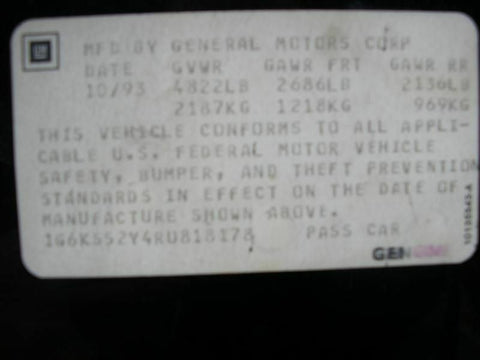 GM
MFD BY GENERAL MOTORS CORP
DATE GVWR GAWR FRT GAWR RR
10/93 4822LB 2686LB 2136LB
2187KG 1218KG 969KG
THIS VEHICLE CONFORMS TO ALL APPLI-
CABLE U.S. FEDERAL MOTOR VEHICLE
SAFETY, BUMPER, AND THEFT PREVENTION
STANDARDS IN EFFECT ON THE DATE OF
MANUFACTURE SHOWN ABOVE.
1G6KS52Y4RU818178 PASS CAR